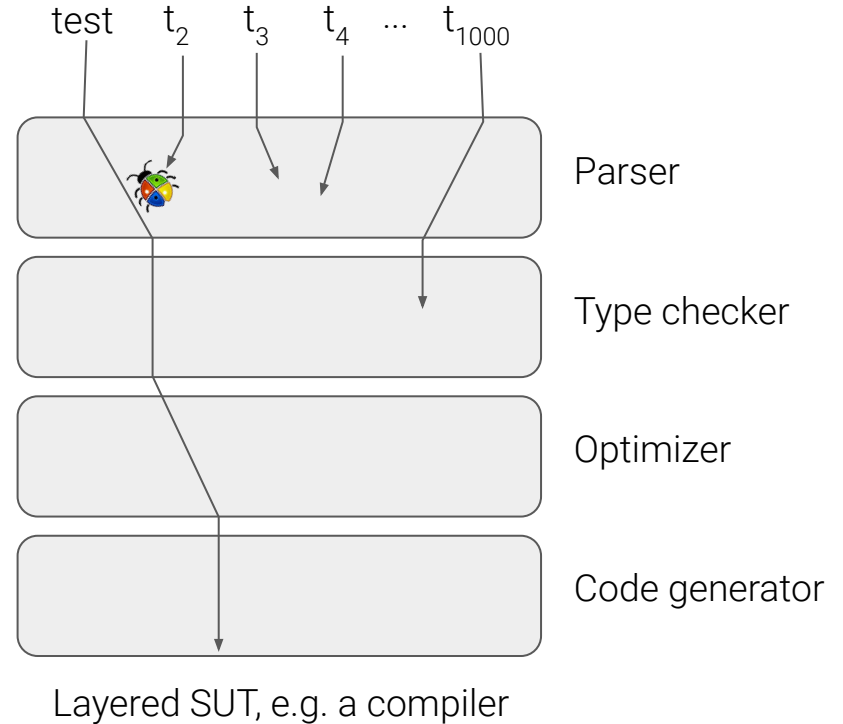 test t2 t3 t4 ... t1000
Parser
Type checker
Optimizer
Code generator
Layered SUT, e.g. a compiler